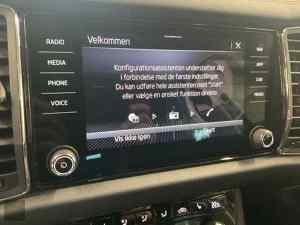 Velkommen
RADIO
MEDIA
PHONE
VOICE
Konfigurationsassistenten understøtter dig
i forbindelse med de første indstillinger.
Du kan udføre hele assistenten med "Start"
eller vælge en ønsket funktion direkte.
Vis ikke igen
Start